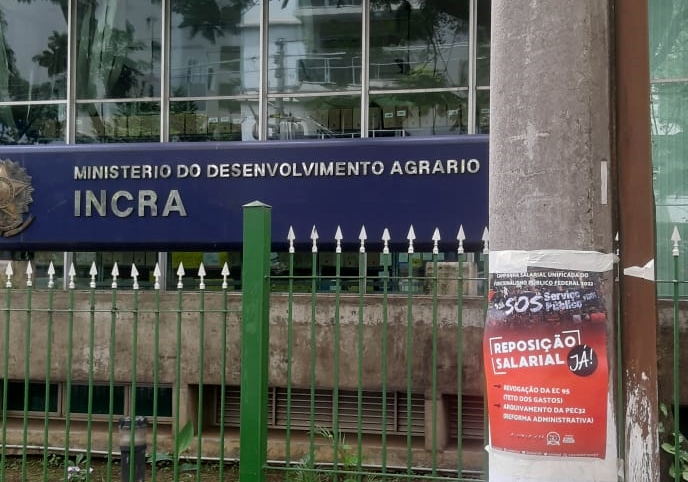 MINISTERIO DO DESENVOLVIMENTO AGRARIO
INCRA
CAMPANHA SALARIAL UNIFICADA DO
FUNCIONALISMO PÚBLICO FEDERAL 2022
SOS Serviço
Público
REPOSIÇÃO
SALARIAL JÁ!
REVOGAÇÃO DA EC 95
(TETO DOS GASTOS)
ARQUIVAMENTO DA PEC32
(REFORMA ADMINISTRATIVA)